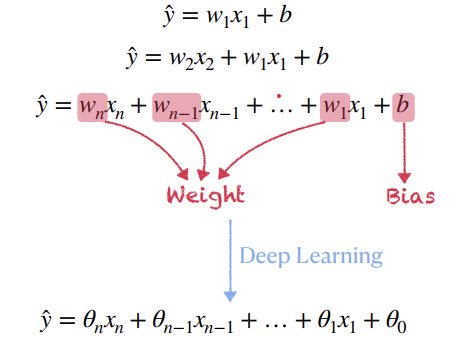 ŷ = w₁x₁ + b
ŷ = w₂x₂ + w₁x₁ + b
ŷ = wₙxₙ + wₙ₋₁xₙ₋₁ + … + w₁x₁ + b
Weight Bias
Deep Learning
ŷ = θₙxₙ + θₙ₋₁xₙ₋₁ + … + θ₁x₁ + θ₀